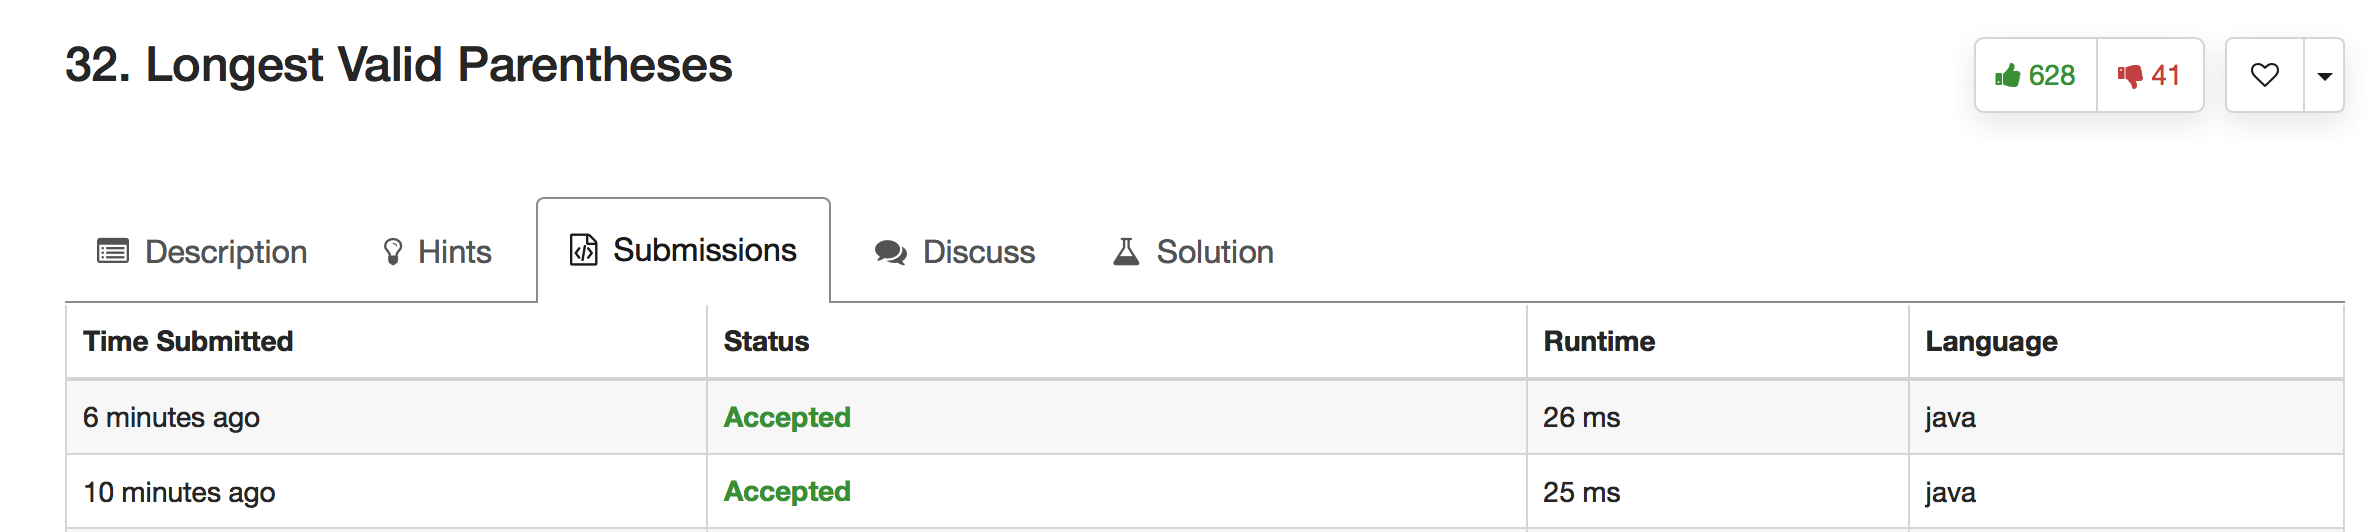 32. Longest Valid Parentheses
628 41
Description Hints Submissions Discuss Solution
Time Submitted Status Runtime Language
6 minutes ago Accepted 26 ms java
10 minutes ago Accepted 25 ms java